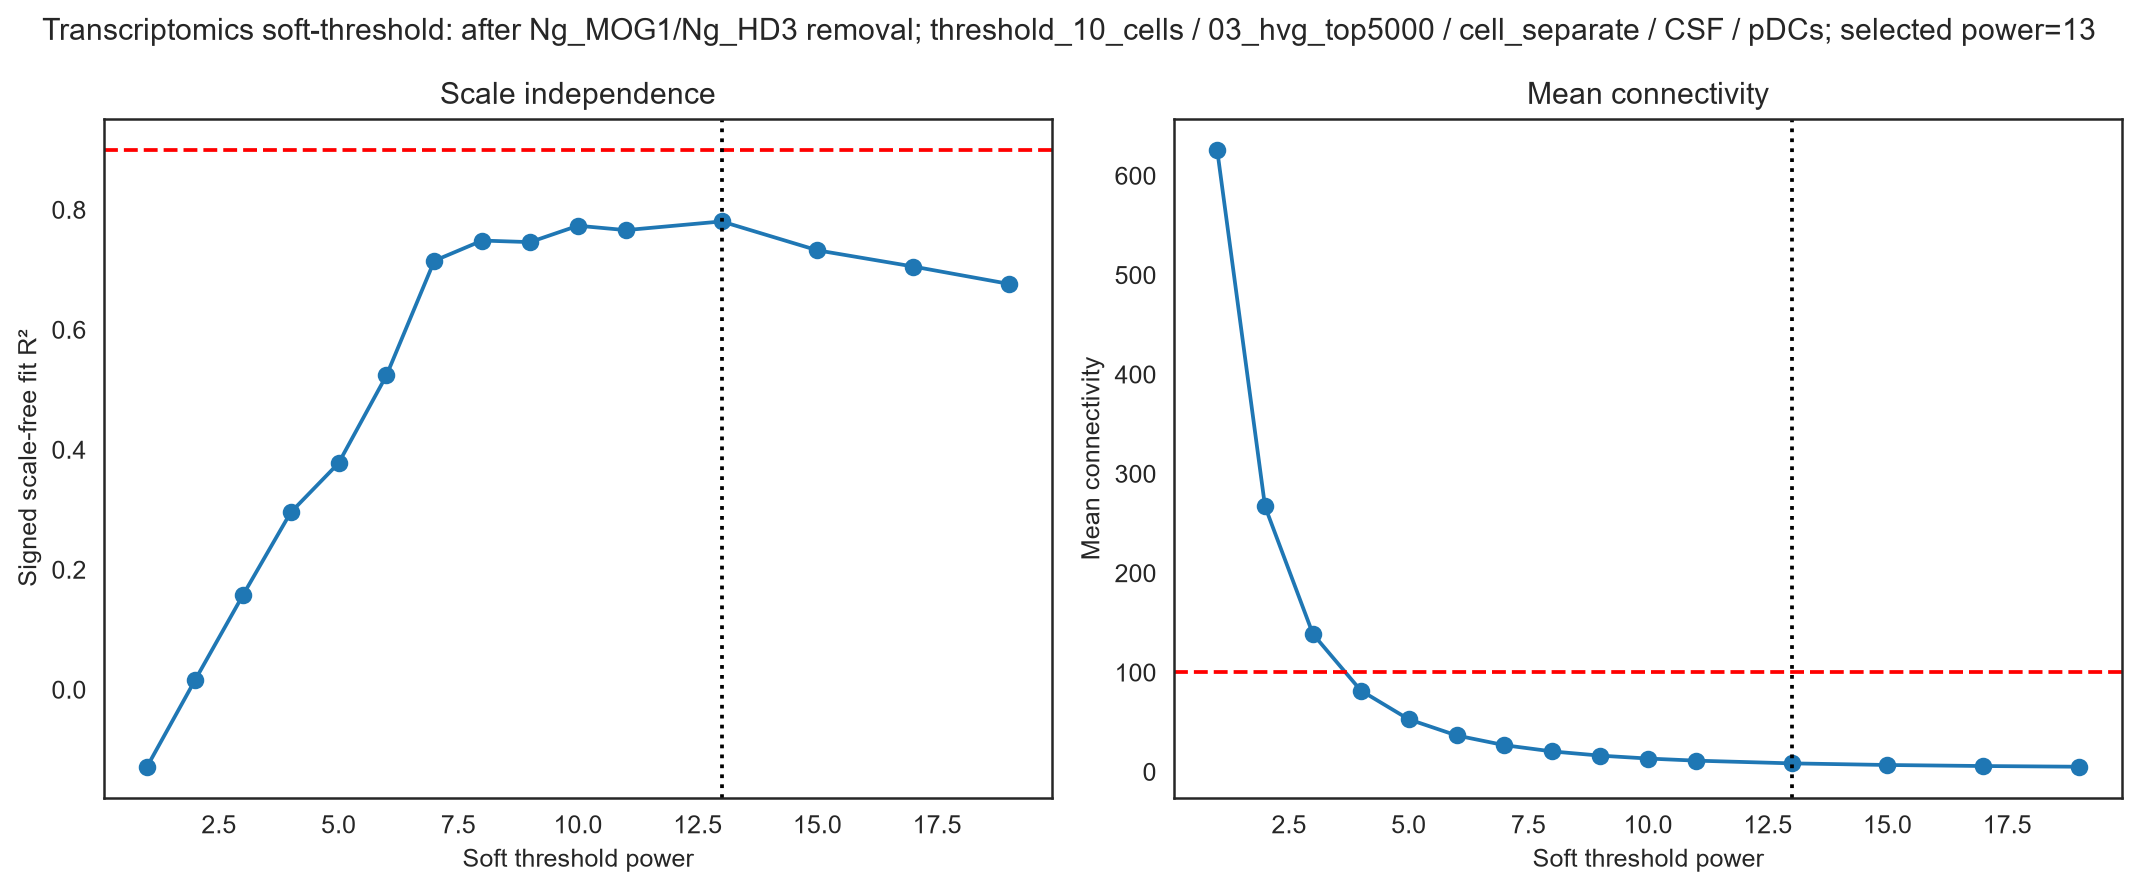 Transcriptomics soft-threshold: after Ng_MOG1/Ng_HD3 removal; threshold_10_cells / 03_hvg_top5000 / cell_separate / CSF / pDCs; selected power=13
Scale independence
Signed scale-free fit R²
0.8
0.6
0.4
0.2
0.0
2.5 5.0 7.5 10.0 12.5 15.0 17.5
Soft threshold power
Mean connectivity
Mean connectivity
600
500
400
300
200
100
0
2.5 5.0 7.5 10.0 12.5 15.0 17.5
Soft threshold power